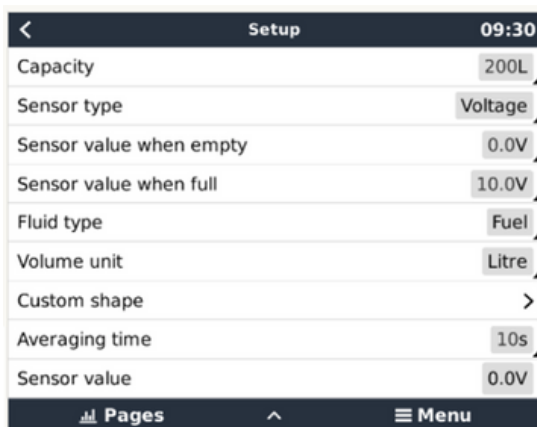 Setup 09:30
Capacity 200L
Sensor type Voltage
Sensor value when empty 0.0V
Sensor value when full 10.0V
Fluid type Fuel
Volume unit Litre
Custom shape
Averaging time 10s
Sensor value 0.0V
Pages Menu